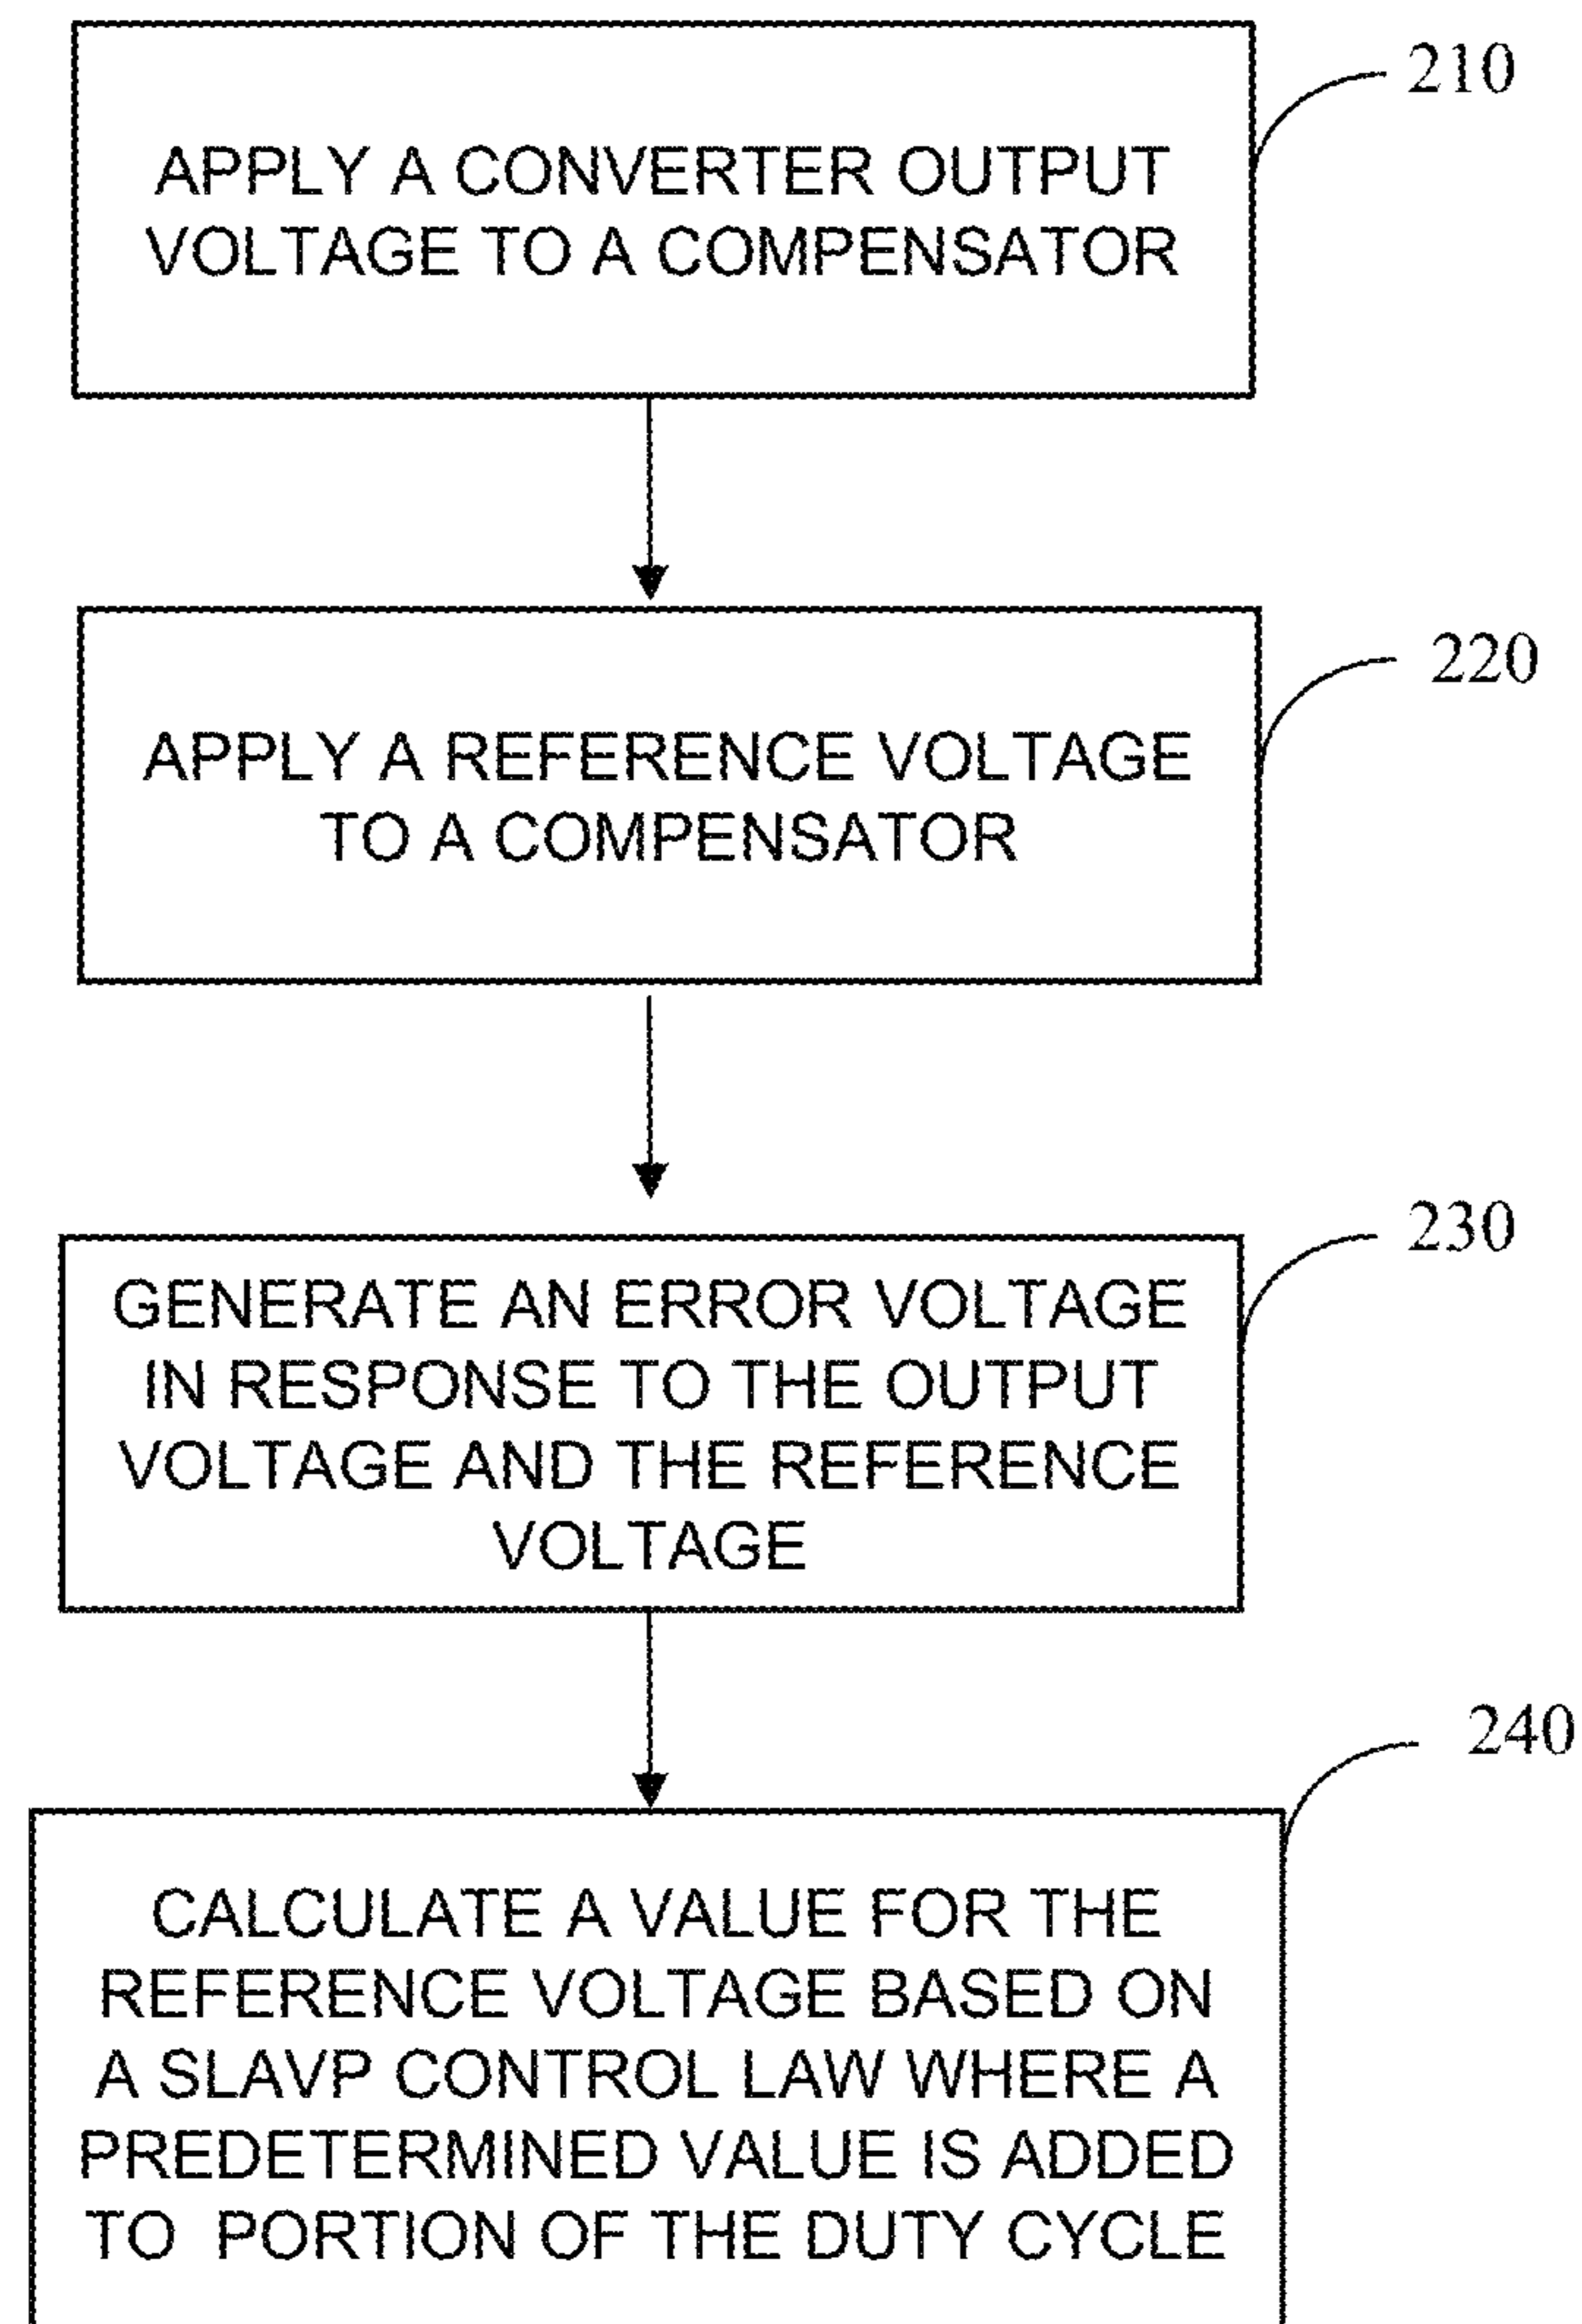 210
APPLY A CONVERTER OUTPUT
VOLTAGE TO A COMPENSATOR
220
APPLY A REFERENCE VOLTAGE
TO A COMPENSATOR
230
GENERATE AN ERROR VOLTAGE
IN RESPONSE TO THE OUTPUT
VOLTAGE AND THE REFERENCE
VOLTAGE
240
CALCULATE A VALUE FOR THE
REFERENCE VOLTAGE BASED ON
A SLAVP CONTROL LAW WHERE A
PREDETERMINED VALUE IS ADDED
TO PORTION OF THE DUTY CYCLE